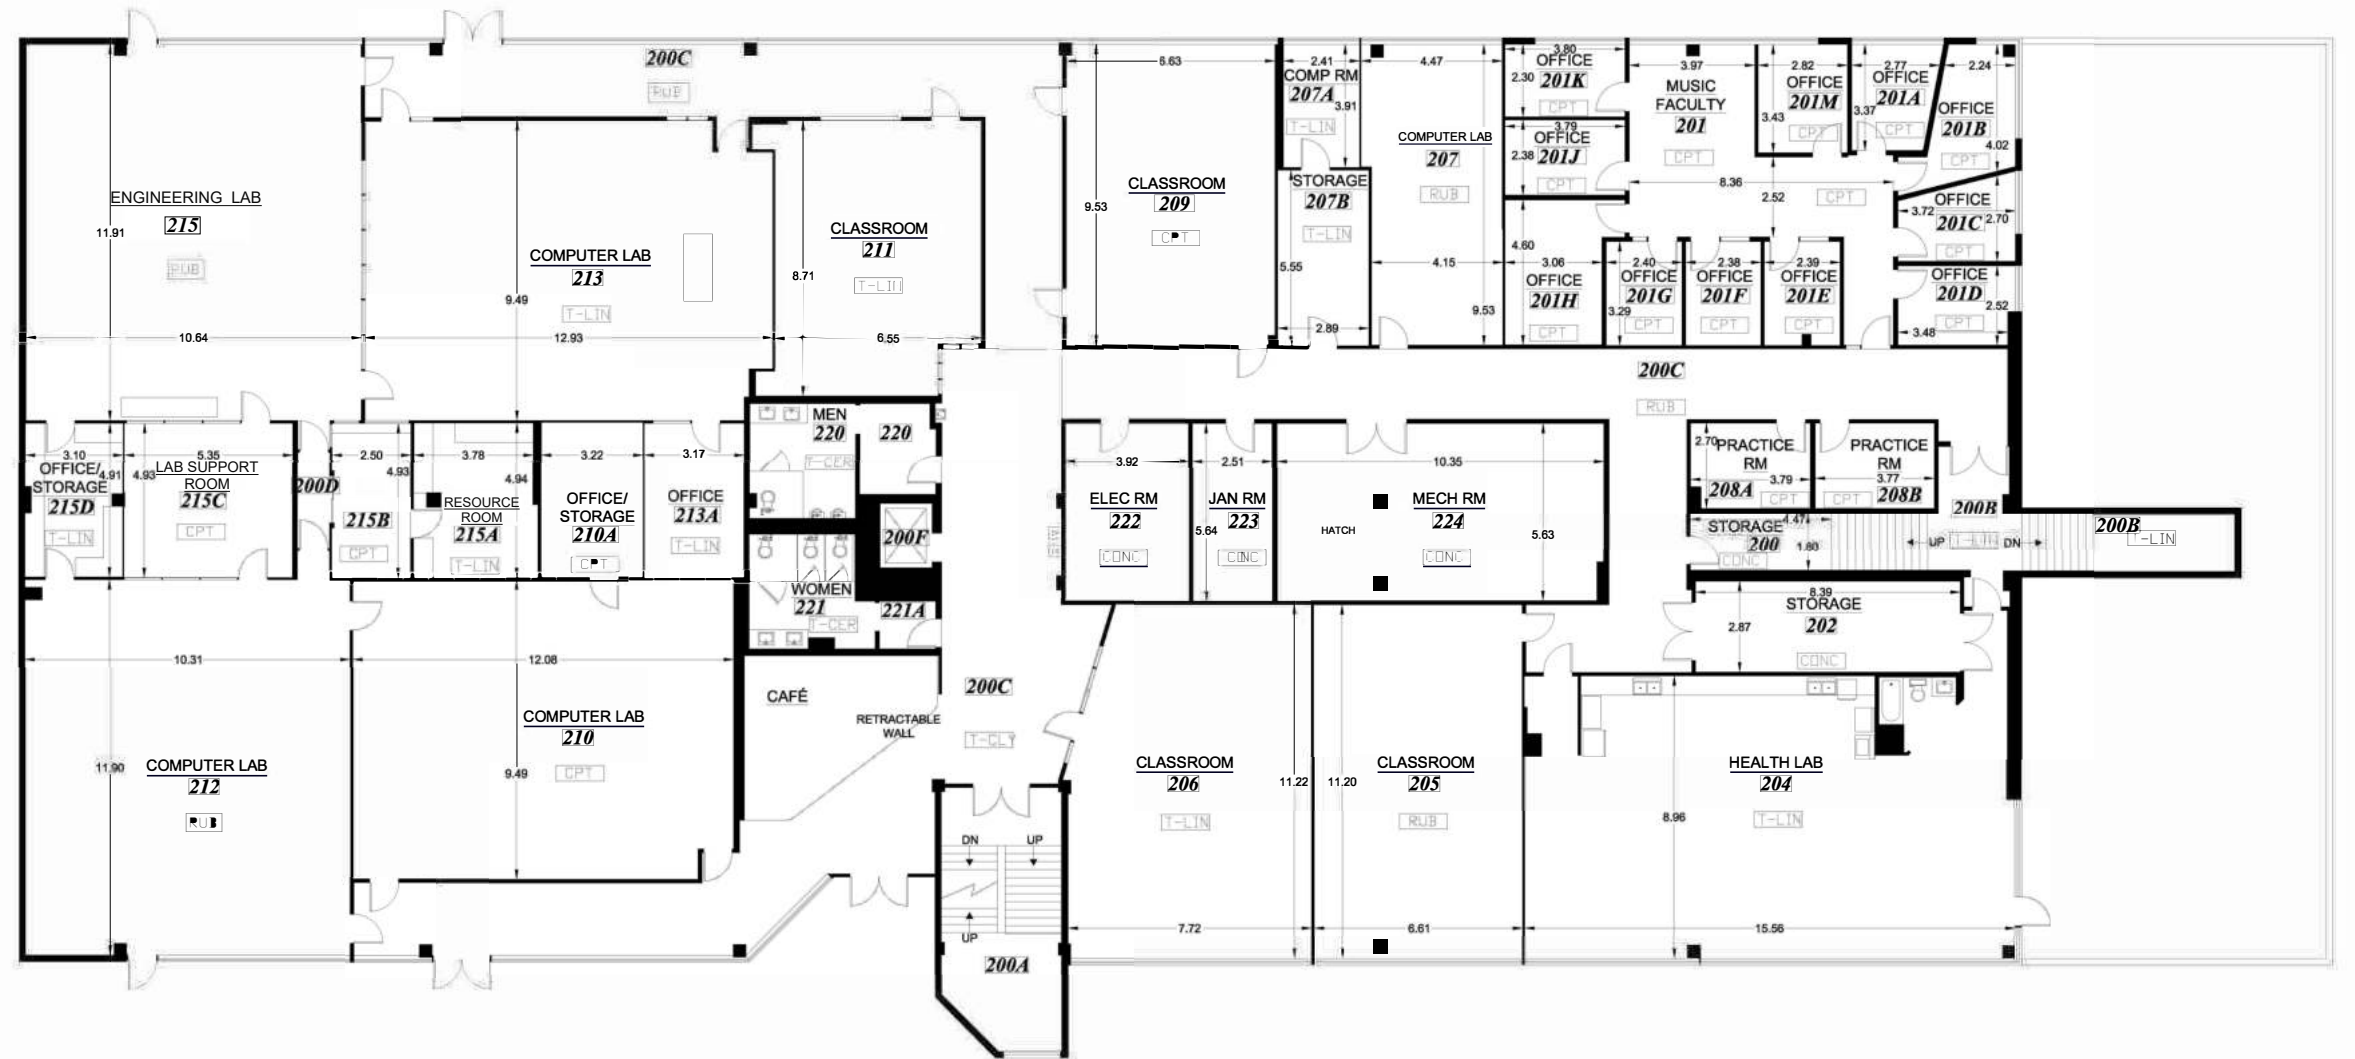 200C
RUB
ENGINEERING LAB
215
RUB
11.91
10.64
COMPUTER LAB
213
T-LIN
9.49
12.93
CLASSROOM
211
T-LIN
8.71
6.55
6.63
CLASSROOM
209
CPT
9.53
2.41
COMP RM
207A
3.91
T-LIN
STORAGE
207B
T-LIN
5.55
2.89
4.47
COMPUTER LAB
207
RUB
4.15
9.53
3.80
OFFICE
2.30
201K
CPT
3.79
OFFICE
2.38
201J
CPT
4.60
3.06
OFFICE
201H
CPT
3.97
MUSIC
FACULTY
201
CPT
8.36
2.52
CPT
2.82
OFFICE
201M
3.43
CPT
2.77
OFFICE
201A
3.37
CPT
2.24
OFFICE
201B
4.02
CPT
OFFICE
3.72
201C
2.70
CPT
OFFICE
201D
2.52
CPT
3.48
2.40
OFFICE
201G
3.29
CPT
2.38
OFFICE
201F
CPT
2.39
OFFICE
201E
CPT
200C
RUB
3.10
OFFICE/
STORAGE
4.91
215D
T-LIN
5.35
LAB SUPPORT
ROOM
4.93
215C
CPT
200D
2.50
4.93
215B
CPT
3.78
4.94
RESOURCE
ROOM
215A
T-LIN
3.22
OFFICE/
STORAGE
210A
CPT
3.17
OFFICE
213A
T-LIN
MEN
220
T-CER
220
200F
WOMEN
221
T-CER
221A
3.92
ELEC RM
222
CONC
2.51
JAN RM
223
5.64
CONC
10.35
MECH RM
224
HATCH
CONC
5.63
2.70
PRACTICE
RM
3.79
208A
CPT
PRACTICE
RM
3.77
CPT
208B
4.47
STORAGE
200
1.60
CONC
200B
UP
T-LIN
DN
200B
T-LIN
8.39
STORAGE
202
2.87
CONC
10.31
11.90
COMPUTER LAB
212
RUB
12.08
COMPUTER LAB
210
CPT
9.49
CAFÉ
RETRACTABLE
WALL
200C
T-CLY
DN
UP
UP
200A
CLASSROOM
206
T-LIN
11.22
7.72
CLASSROOM
205
RUB
11.20
6.61
HEALTH LAB
204
T-LIN
8.96
15.56